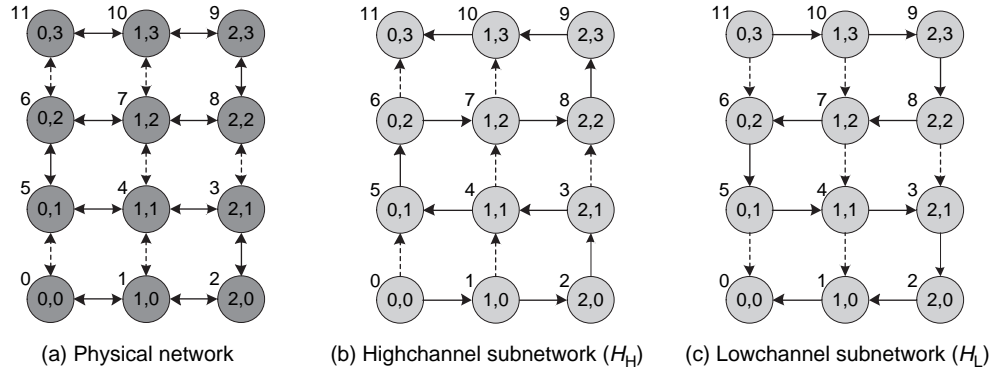 11 10 9
0,3 1,3 2,3
6 7 8
0,2 1,2 2,2
5 4 3
0,1 1,1 2,1
0 1 2
0,0 1,0 2,0
(a) Physical network
11 10 9
0,3 1,3 2,3
6 7 8
0,2 1,2 2,2
5 4 3
0,1 1,1 2,1
0 1 2
0,0 1,0 2,0
(b) Highchannel subnetwork (HH)
11 10 9
0,3 1,3 2,3
6 7 8
0,2 1,2 2,2
5 4 3
0,1 1,1 2,1
0 1 2
0,0 1,0 2,0
(c) Lowchannel subnetwork (HL)